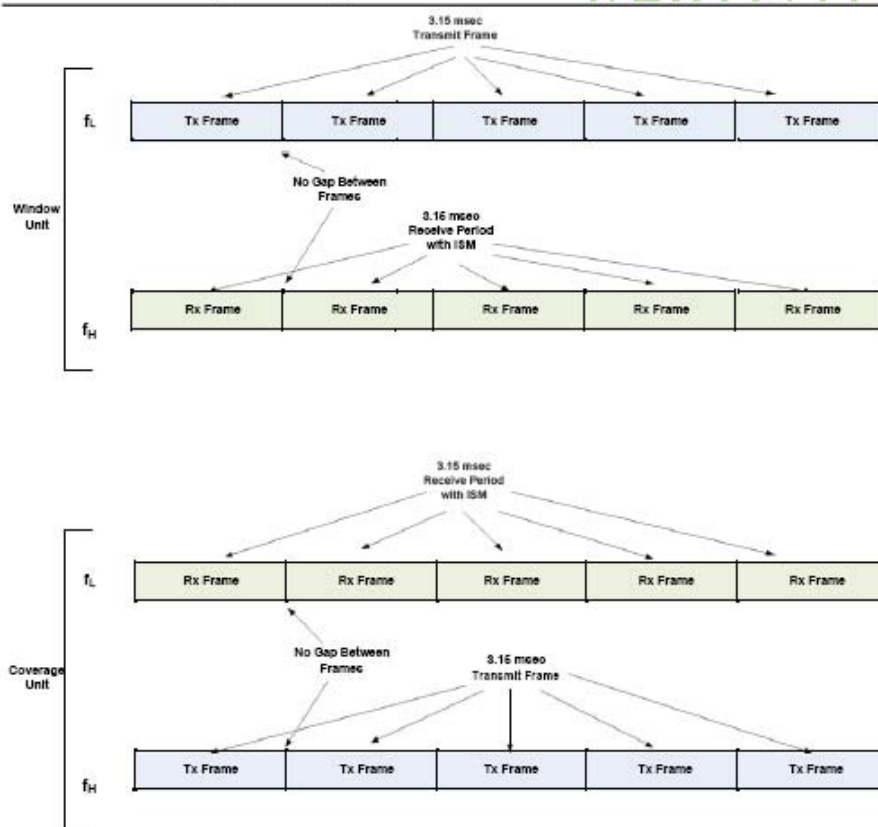 3.15 msec
Transmit Frame
fL
Tx Frame Tx Frame Tx Frame Tx Frame Tx Frame
No Gap Between
Frames
Window
Unit
3.15 msec
Receive Period
with ISM
fH
Rx Frame Rx Frame Rx Frame Rx Frame Rx Frame
3.15 msec
Receive Period
with ISM
fL
Rx Frame Rx Frame Rx Frame Rx Frame Rx Frame
No Gap Between
Frames
Coverage
Unit
3.15 msec
Transmit Frame
fH
Tx Frame Tx Frame Tx Frame Tx Frame Tx Frame